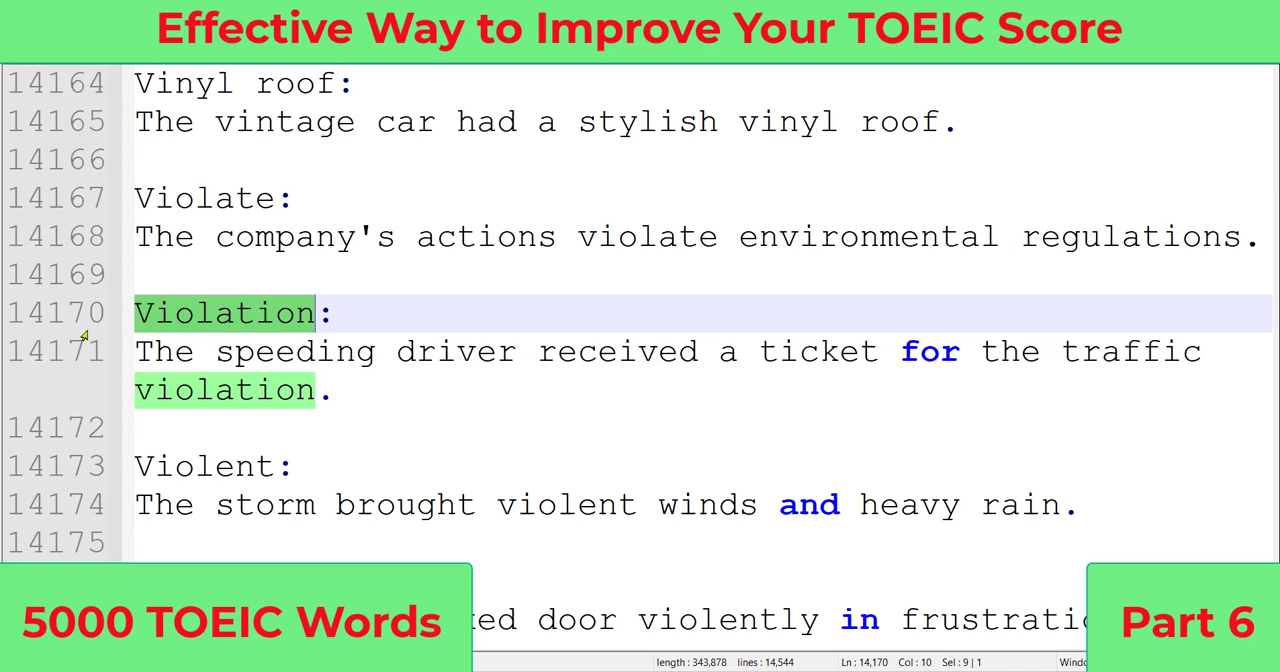 Effective Way to Improve Your TOEIC Score
14164 Vinyl roof:
14165 The vintage car had a stylish vinyl roof.
14166
14167 Violate:
14168 The company's actions violate environmental regulations.
14169
14170 Violation:
14171 The speeding driver received a ticket for the traffic
violation.
14172
14173 Violent:
14174 The storm brought violent winds and heavy rain.
14175
door violently in
5000 TOEIC Words
Part 6
length : 343,878 lines : 14,544 Ln : 14,170 Col : 10 Sel : 9 | 1